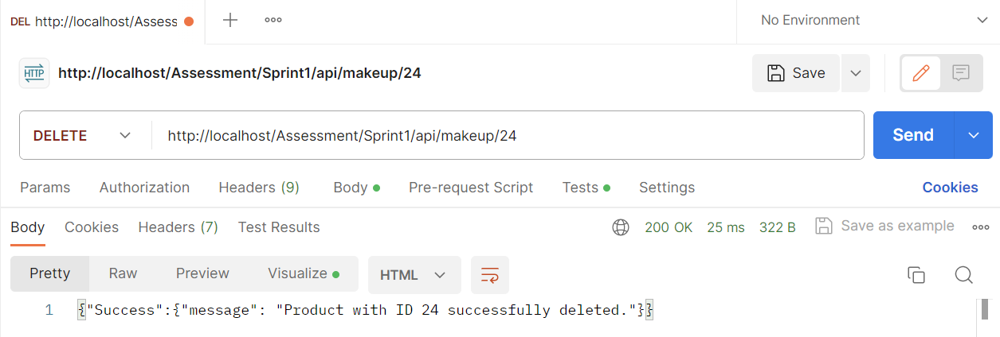 DEL http://localhost/Assess
No Environment
HTTP http://localhost/Assessment/Sprint1/api/makeup/24
Save
DELETE http://localhost/Assessment/Sprint1/api/makeup/24
Send
Params Authorization Headers (9) Body Pre-request Script Tests Settings Cookies
Body Cookies Headers (7) Test Results 200 OK 25 ms 322 B Save as example
Pretty Raw Preview Visualize HTML
1 {"Success":{"message": "Product with ID 24 successfully deleted."}}